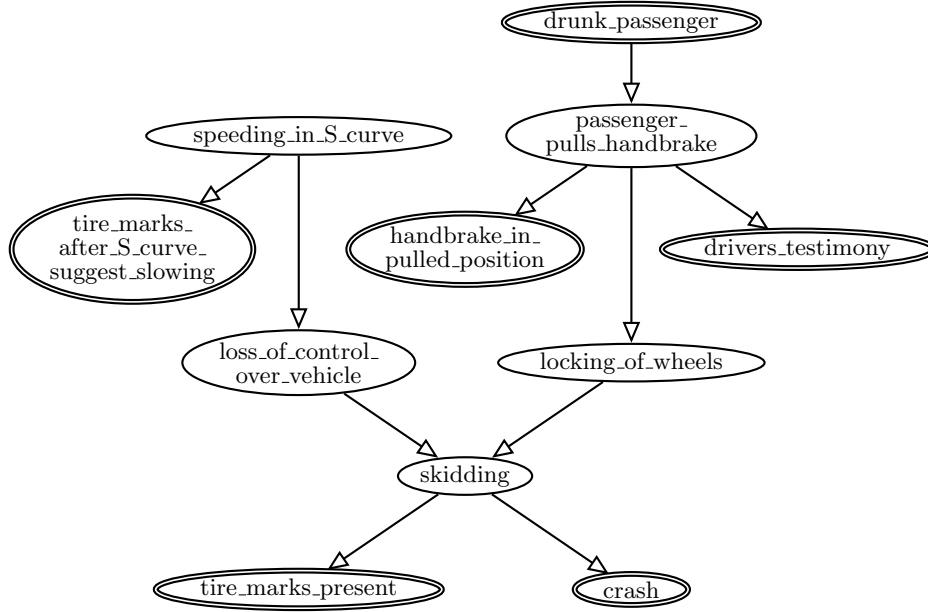 drunk_passenger
speeding_in_S_curve
passenger_
pulls_handbrake
tire_marks_
after_S_curve_
suggest_slowing
handbrake_in_
pulled_position
drivers_testimony
loss_of_control_
over_vehicle
locking_of_wheels
skidding
tire_marks_present
crash